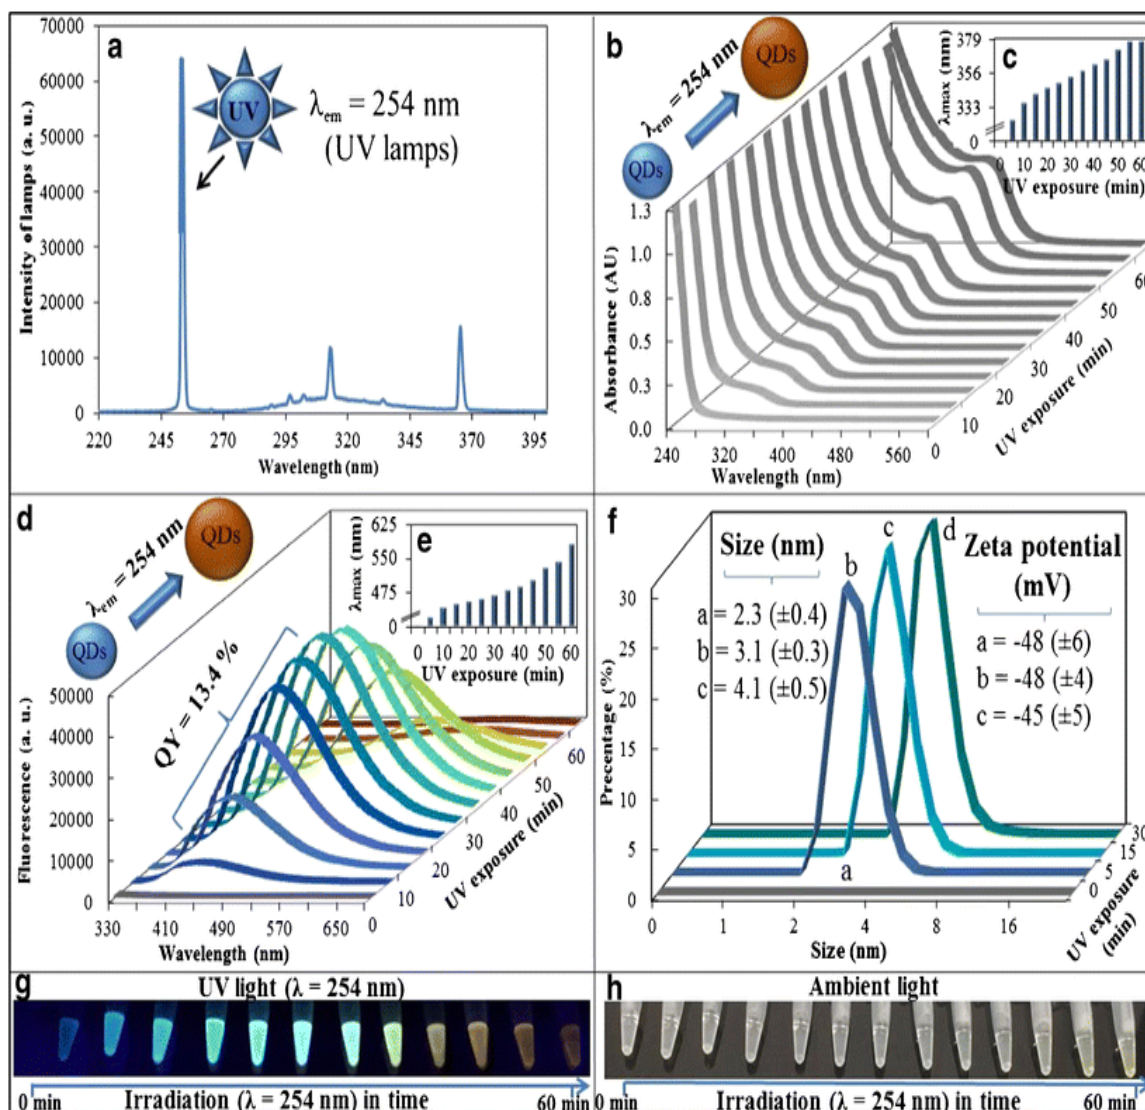 a
70000
60000
50000
40000
30000
20000
10000
0
Intensity of lamps (a. u.)
UV
λem = 254 nm
(UV lamps)
220 245 270 295 320 345 370 395
Wavelength (nm)
b
QDs
λem = 254 nm
QDs
1.3
1.0
0.8
0.5
0.3
0.0
Absorbance (AU)
240 320 400 480 560
Wavelength (nm)
0 10 20 30 40 50 60
UV exposure (min)
c
379
356
333
0
λmax (nm)
0 10 20 30 40 50 60
UV exposure (min)
d
QDs
λem = 254 nm
QDs
QY = 13.4 %
50000
40000
30000
20000
10000
0
Fluorescence (a. u.)
330 410 490 570 650
Wavelength (nm)
0 10 20 30 40 50 60
UV exposure (min)
e
625
550
475
0
λmax (nm)
0 10 20 30 40 50 60
UV exposure (min)
f
Size (nm)
a = 2.3 (±0.4)
b = 3.1 (±0.3)
c = 4.1 (±0.5)
Zeta potential
(mV)
a = -48 (±6)
b = -48 (±4)
c = -45 (±5)
a
b
c
d
30
25
20
15
10
5
0
Precentage (%)
0 1 2 4 8 16
Size (nm)
0 5 15 30
UV exposure
(min)
g
UV light (λ = 254 nm)
0 min Irradiation (λ = 254 nm) in time 60 min
h
Ambient light
0 min Irradiation (λ = 254 nm) in time 60 min